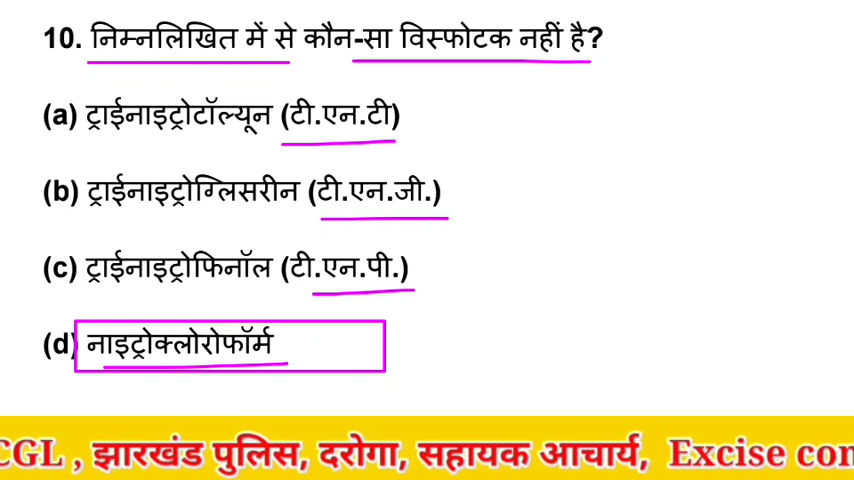 10. निम्नलिखित में से कौन-सा विस्फोटक नहीं है?
(a) ट्राईनाइट्रोटॉल्यून (टी.एन.टी)
(b) ट्राईनाइट्रोग्लिसरीन (टी.एन.जी.)
(c) ट्राईनाइट्रोफिनॉल (टी.एन.पी.)
(d) नाइट्रोक्लोरोफॉर्म
CGL , झारखंड पुलिस, दरोगा, सहायक आचार्य, Excise con